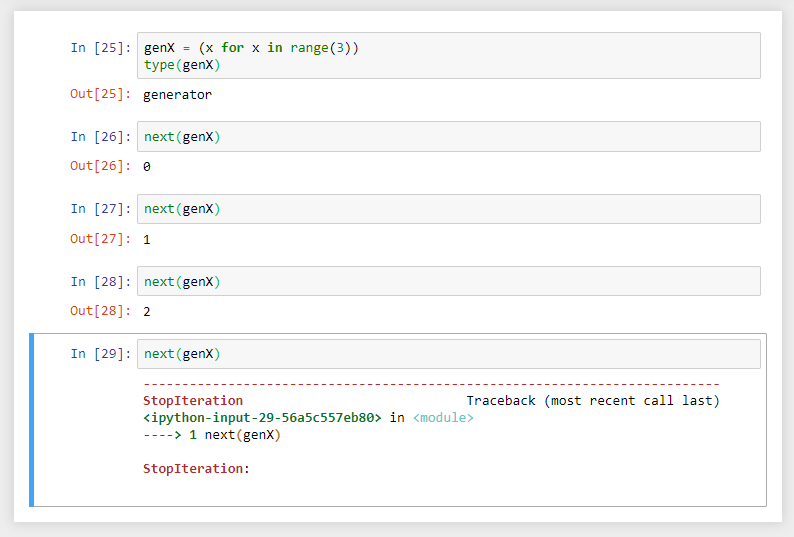 In [25]: genX = (x for x in range(3))
type(genX)
Out[25]: generator
In [26]: next(genX)
Out[26]: 0
In [27]: next(genX)
Out[27]: 1
In [28]: next(genX)
Out[28]: 2
In [29]: next(genX)
---------------------------------------------------------------------------
StopIteration                             Traceback (most recent call last)
<ipython-input-29-56a5c557eb80> in <module>
----> 1 next(genX)
StopIteration: